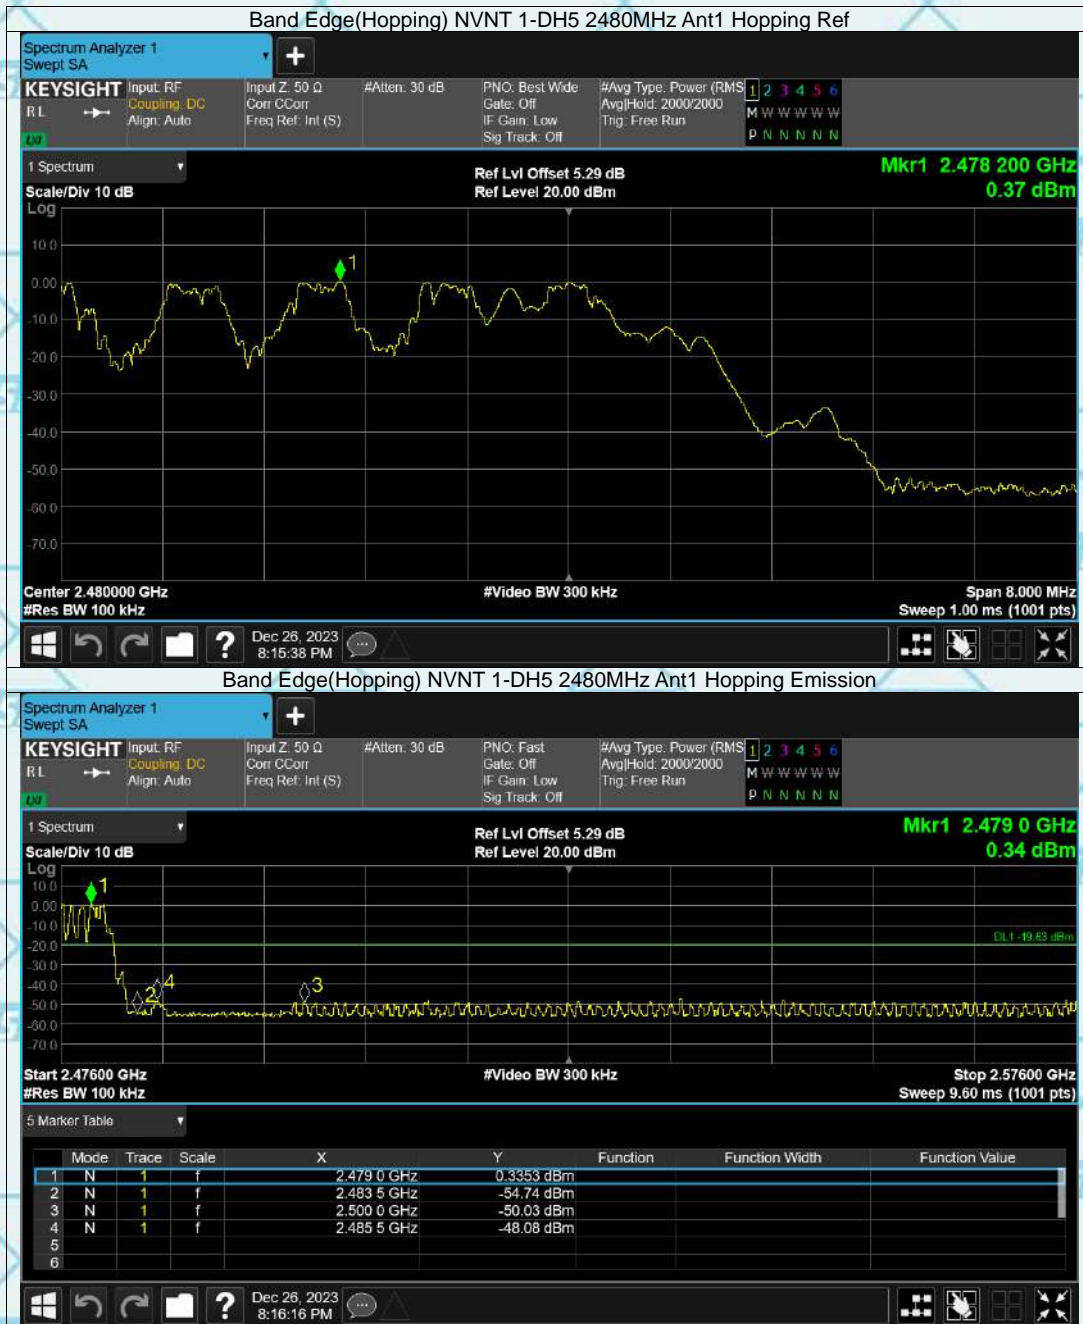 Band Edge(Hopping) NVNT 1-DH5 2480MHz Ant1 Hopping Ref
Spectrum Analyzer 1
Swept SA
+
KEYSIGHT Input: RF Input Z: 50 Ω #Atten: 30 dB PNO: Best Wide #Avg Type: Power (RMS 1 2 3 4 5 6
RL Coupling: DC Corr CCorr Gate: Off Avg|Hold: 2000/2000 M W W W W W
Align: Auto Freq Ref: Int (S) IF Gain: Low Trig: Free Run
LXI Sig Track: Off P N N N N N
1 Spectrum Ref Lvl Offset 5.29 dB Mkr1 2.478 200 GHz
Scale/Div 10 dB Ref Level 20.00 dBm 0.37 dBm
Log
10.0
1
0.00
-10.0
-20.0
-30.0
-40.0
-50.0
-60.0
-70.0
Center 2.480000 GHz #Video BW 300 kHz Span 8.000 MHz
#Res BW 100 kHz Sweep 1.00 ms (1001 pts)
? Dec 26, 2023
8:15:38 PM
Band Edge(Hopping) NVNT 1-DH5 2480MHz Ant1 Hopping Emission
Spectrum Analyzer 1
Swept SA
+
KEYSIGHT Input: RF Input Z: 50 Ω #Atten: 30 dB PNO: Fast #Avg Type: Power (RMS 1 2 3 4 5 6
RL Coupling: DC Corr CCorr Gate: Off Avg|Hold: 2000/2000 M W W W W W
Align: Auto Freq Ref: Int (S) IF Gain: Low Trig: Free Run
LXI Sig Track: Off P N N N N N
1 Spectrum Ref Lvl Offset 5.29 dB Mkr1 2.479 0 GHz
Scale/Div 10 dB Ref Level 20.00 dBm 0.34 dBm
Log
10.0 1
0.00
-10.0
-20.0 DL1 -19.63 dBm
-30.0
-40.0 4 3
-50.0 2
-60.0
-70.0
Start 2.47600 GHz #Video BW 300 kHz Stop 2.57600 GHz
#Res BW 100 kHz Sweep 9.60 ms (1001 pts)
5 Marker Table
Mode Trace Scale X Y Function Function Width Function Value
1 N 1 f 2.479 0 GHz 0.3353 dBm
2 N 1 f 2.483 5 GHz -54.74 dBm
3 N 1 f 2.500 0 GHz -50.03 dBm
4 N 1 f 2.485 5 GHz -48.08 dBm
5
6
? Dec 26, 2023
8:16:16 PM